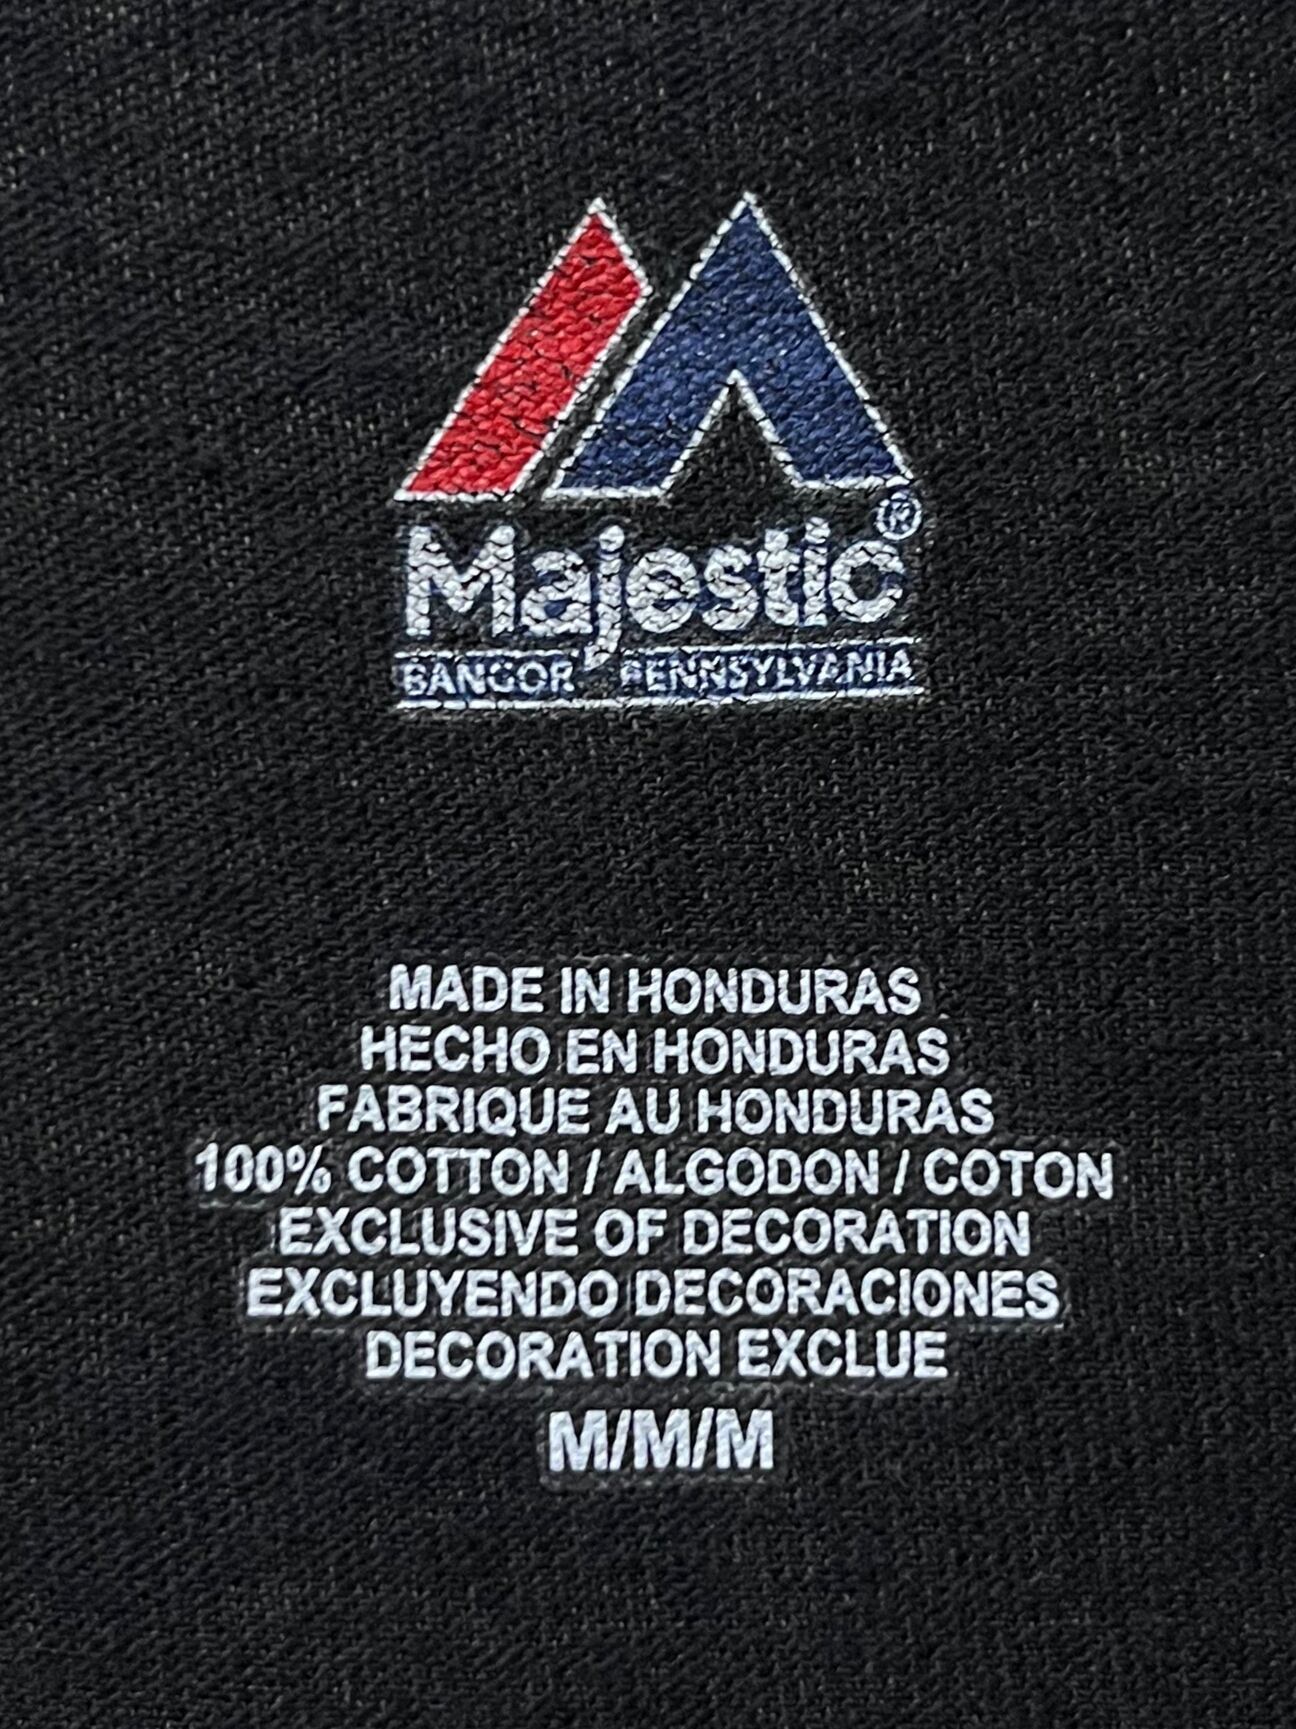 Majestic®
BANGOR PENNSYLVANIA
MADE IN HONDURAS
HECHO EN HONDURAS
FABRIQUE AU HONDURAS
100% COTTON / ALGODON / COTON
EXCLUSIVE OF DECORATION
EXCLUYENDO DECORACIONES
DECORATION EXCLUE
M/M/M